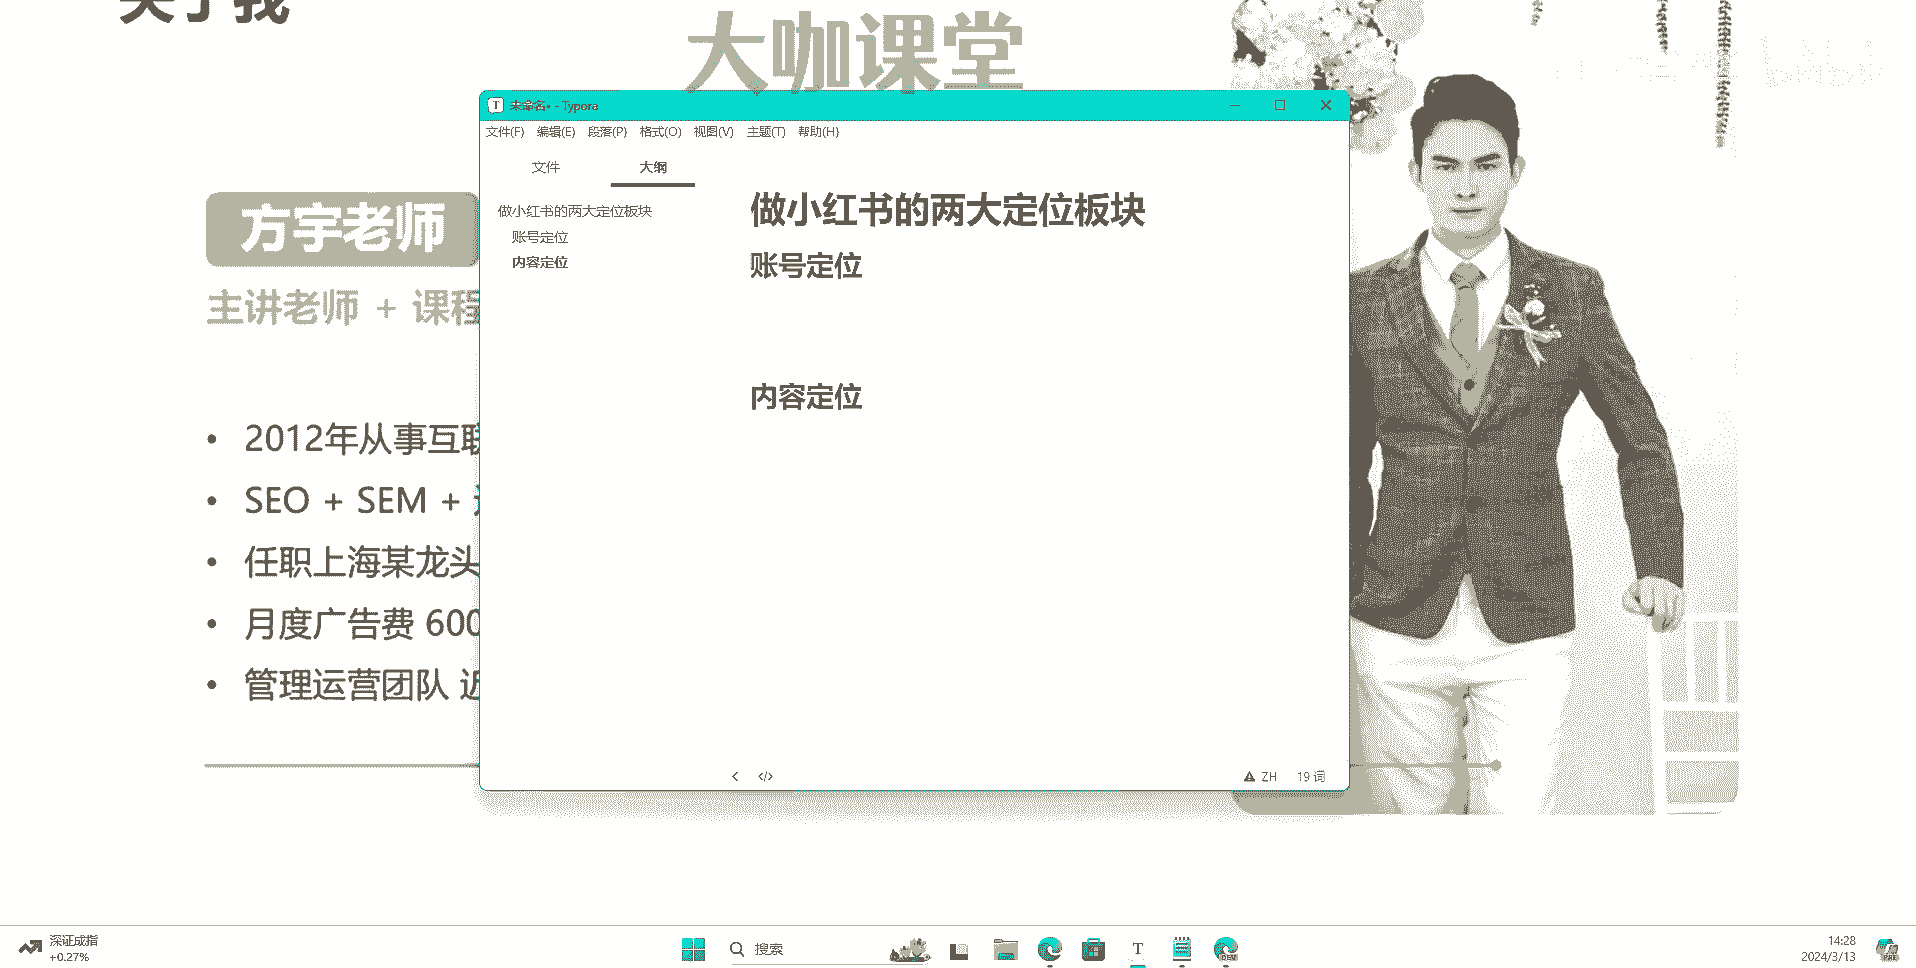 关于我
大咖课堂
方宇老师
主讲老师 + 课程
• 2012年从事互联
• SEO + SEM +
• 任职上海某龙头
• 月度广告费 600
• 管理运营团队 近
未命名• - Typora
文件(F) 编辑(E) 段落(P) 格式(O) 视图(V) 主题(T) 帮助(H)
文件 大纲
做小红书的两大定位板块
账号定位
内容定位
做小红书的两大定位板块
账号定位
内容定位
ZH 19 词
深证成指
+0.27%
搜索
T
DEV
14:28
2024/3/13
PRE